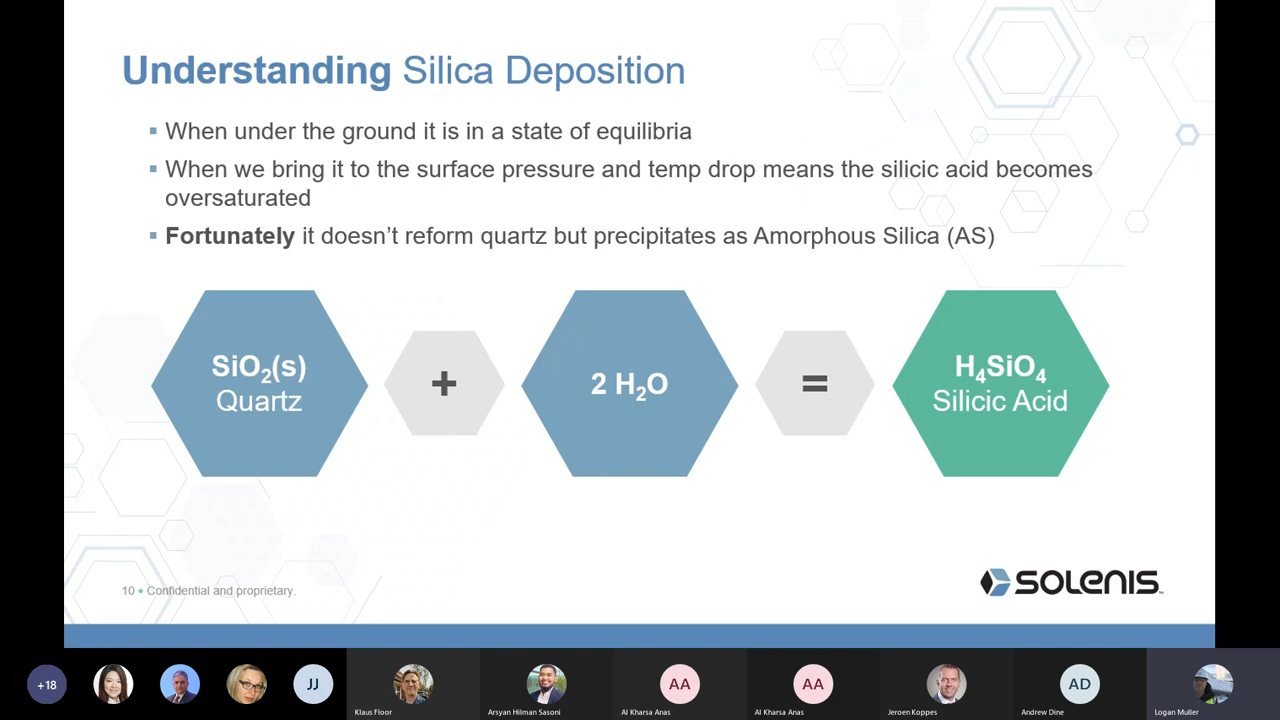 Understanding Silica Deposition
▪ When under the ground it is in a state of equilibria
▪ When we bring it to the surface pressure and temp drop means the silicic acid becomes
oversaturated
▪ Fortunately it doesn't reform quartz but precipitates as Amorphous Silica (AS)
SiO₂(s)
Quartz
+
2 H₂O
=
H₄SiO₄
Silicic Acid
10 • Confidential and proprietary.
SOLENIS™
+18
JJ
Klaus Floor
Arsyan Hilman Sasoni
AA
Al Kharsa Anas
AA
Al Kharsa Anas
Jeroen Koppes
AD
Andrew Dine
Logan Muller